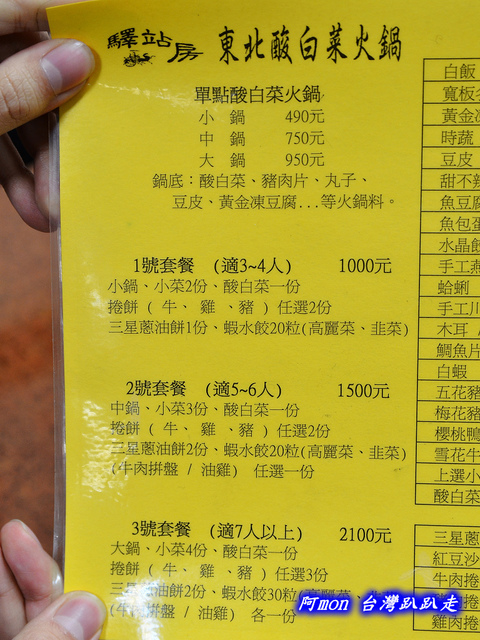 驛站房 東北酸白菜火鍋
單點酸白菜火鍋
小 鍋 490元
中 鍋 750元
大 鍋 950元
鍋底：酸白菜、豬肉片、丸子、
豆皮、黃金凍豆腐...等火鍋料。
1號套餐 (適3~4人) 1000元
小鍋、小菜2份、酸白菜一份
捲餅 ( 牛、 雞 、豬 ) 任選2份
三星蔥油餅1份、蝦水餃20粒(高麗菜、韭菜)
2號套餐 (適5~6人) 1500元
中鍋、小菜3份、酸白菜一份
捲餅 ( 牛、 雞 、豬 ) 任選2份
三星蔥油餅2份、蝦水餃20粒(高麗菜、韭菜)
(牛肉拼盤 / 油雞) 任選一份
3號套餐 (適7人以上) 2100元
大鍋、小菜4份、酸白菜一份
捲餅 ( 牛、 雞 、豬 ) 任選3份
三星蔥油餅2份、蝦水餃30粒(高麗菜、
(牛肉拼盤 / 油雞) 各一份
白飯
寬板
黃金凍
時蔬
豆皮
甜不辣
魚豆腐
魚包蛋
水晶餃
手工燕
蛤蜊
手工川
木耳 /
鯛魚片
白蝦
五花豬
梅花豬
櫻桃鴨
雪花牛
上選小
酸白菜
三星蔥
紅豆沙
牛肉捲
捲
雞肉捲
阿mon 台灣趴趴走